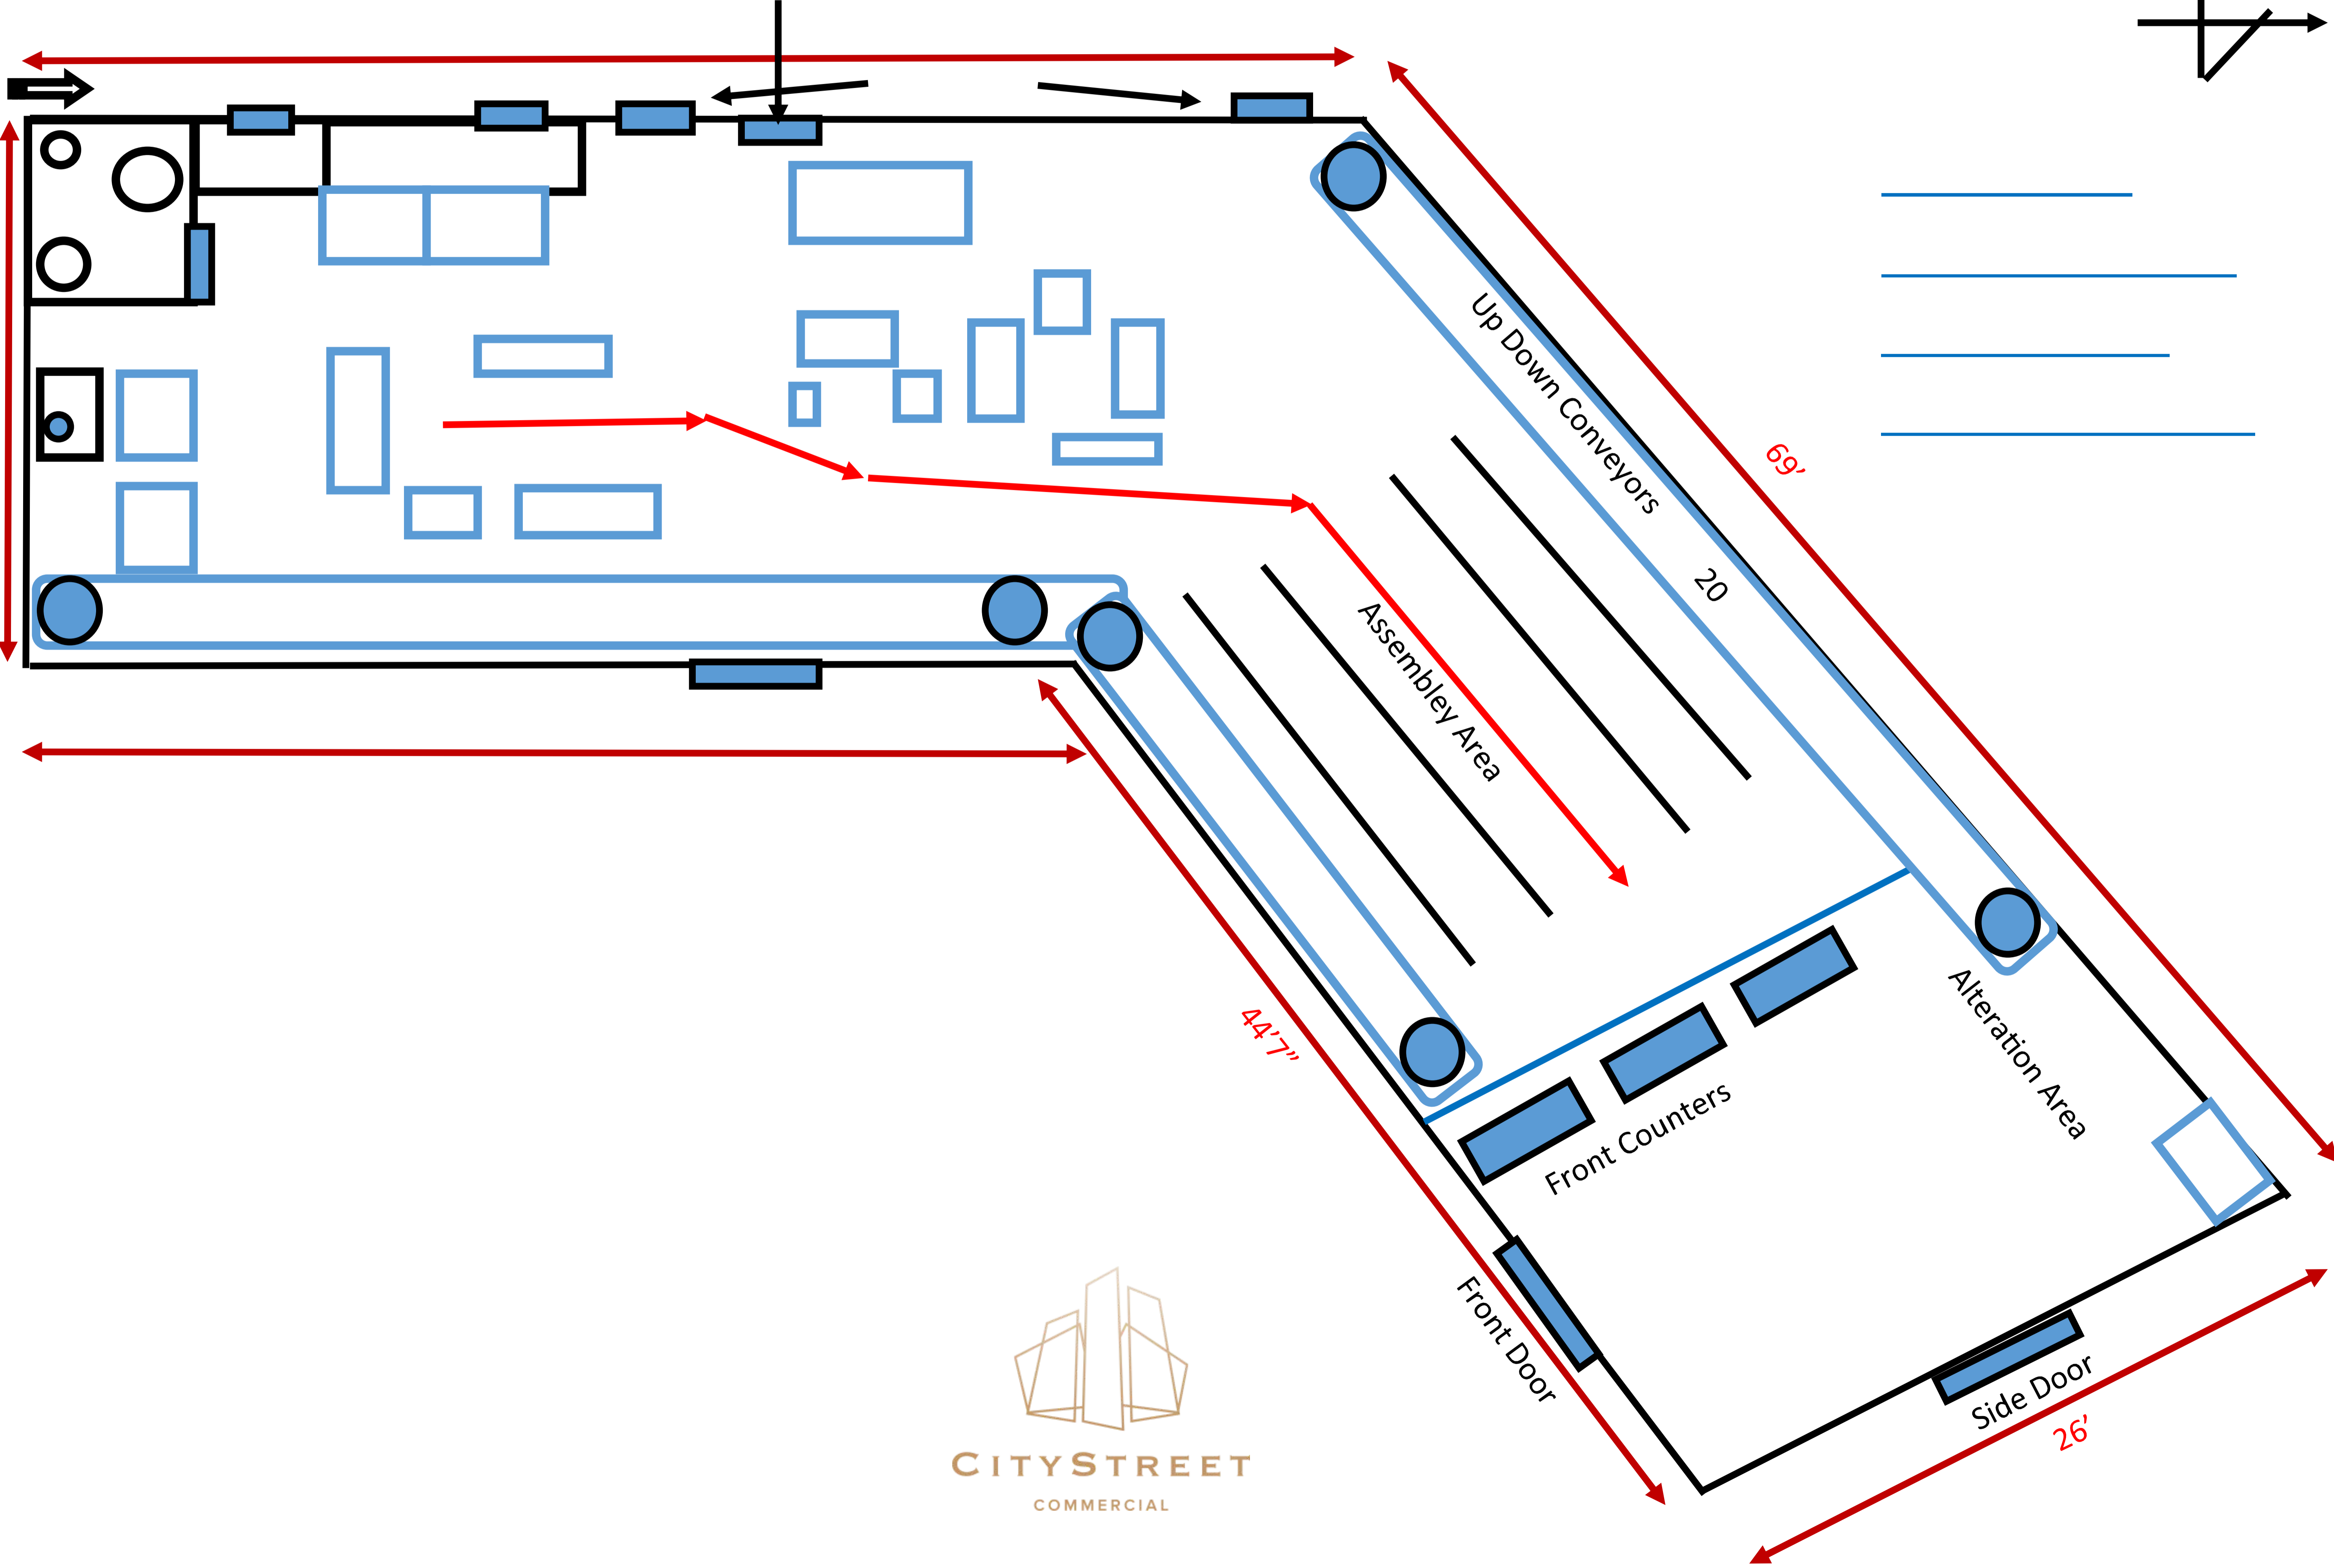 Up Down Conveyors
69’
20
Assembley Area
Alteration Area
44’7”
Front Counters
Front Door
Side Door
26’
CITYSTREET
COMMERCIAL